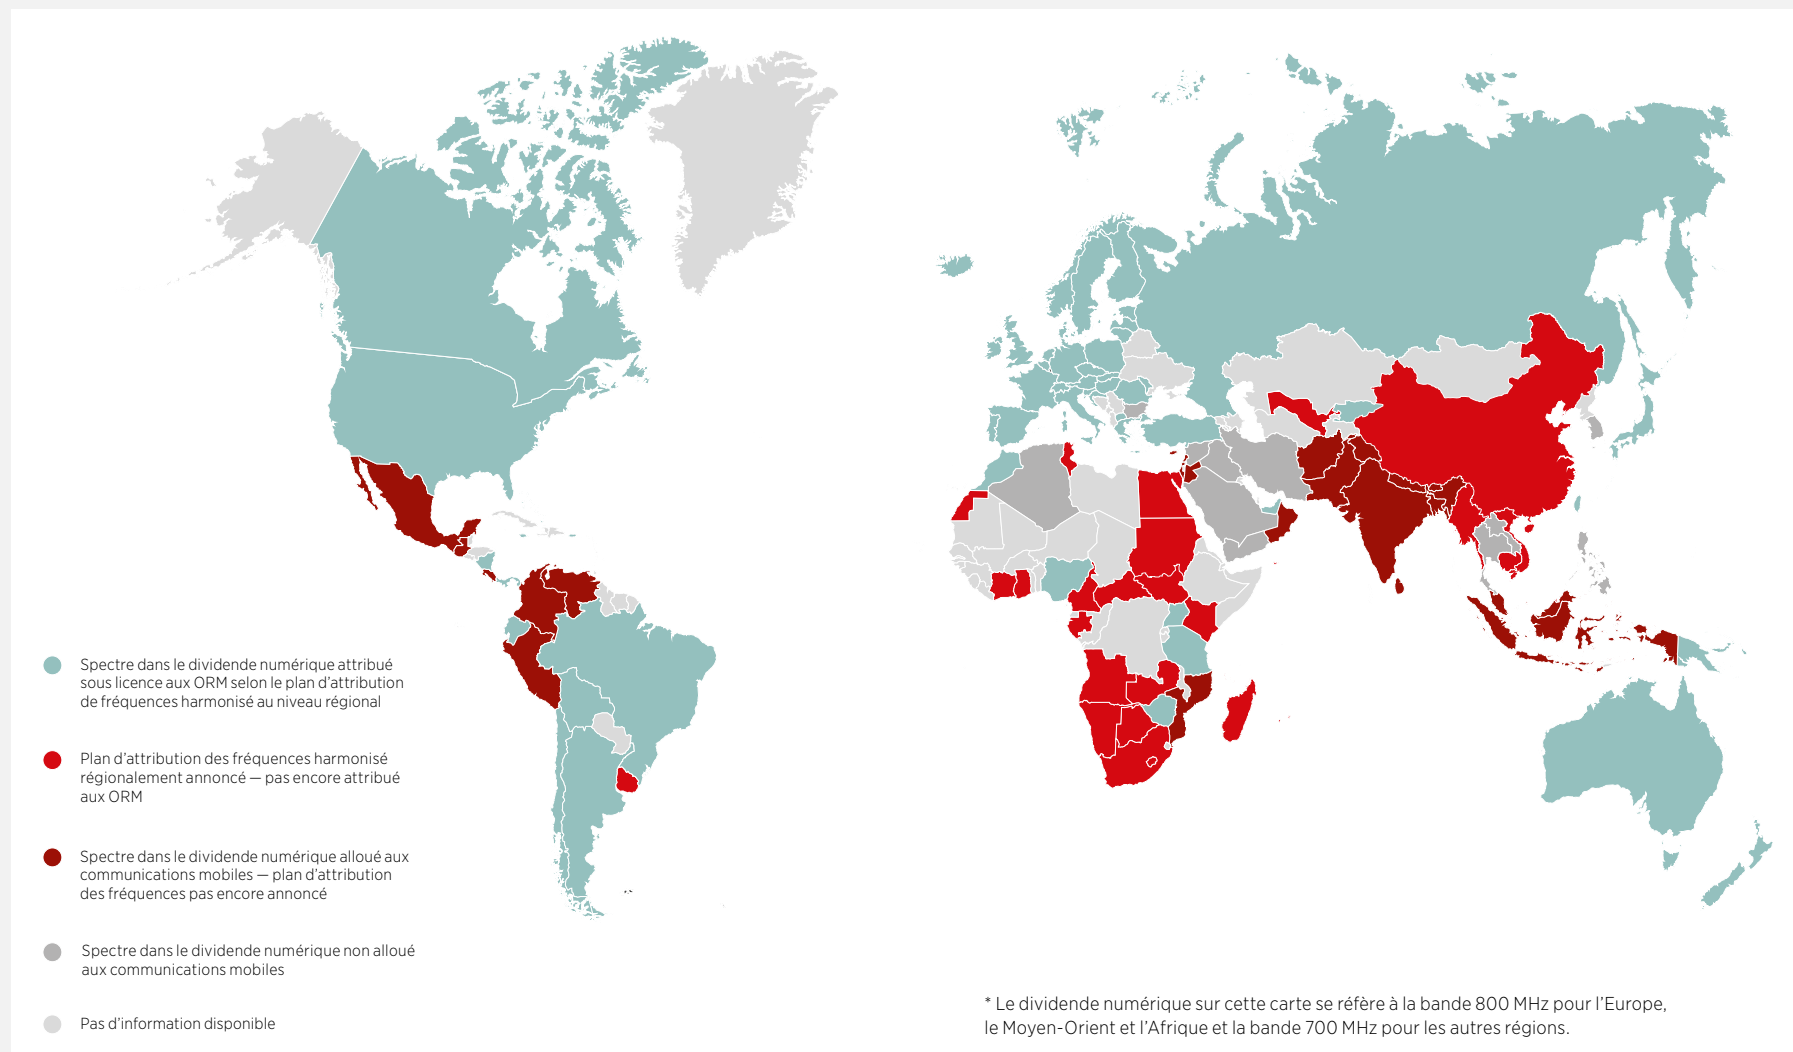 Spectre dans le dividende numérique attribué
sous licence aux ORM selon le plan d’attribution
de fréquences harmonisé au niveau régional
Plan d’attribution des fréquences harmonisé
régionalement annoncé — pas encore attribué
aux ORM
Spectre dans le dividende numérique alloué aux
communications mobiles — plan d’attribution
des fréquences pas encore annoncé
Spectre dans le dividende numérique non alloué
aux communications mobiles
Pas d’information disponible
* Le dividende numérique sur cette carte se réfère à la bande 800 MHz pour l’Europe,
le Moyen-Orient et l’Afrique et la bande 700 MHz pour les autres régions.